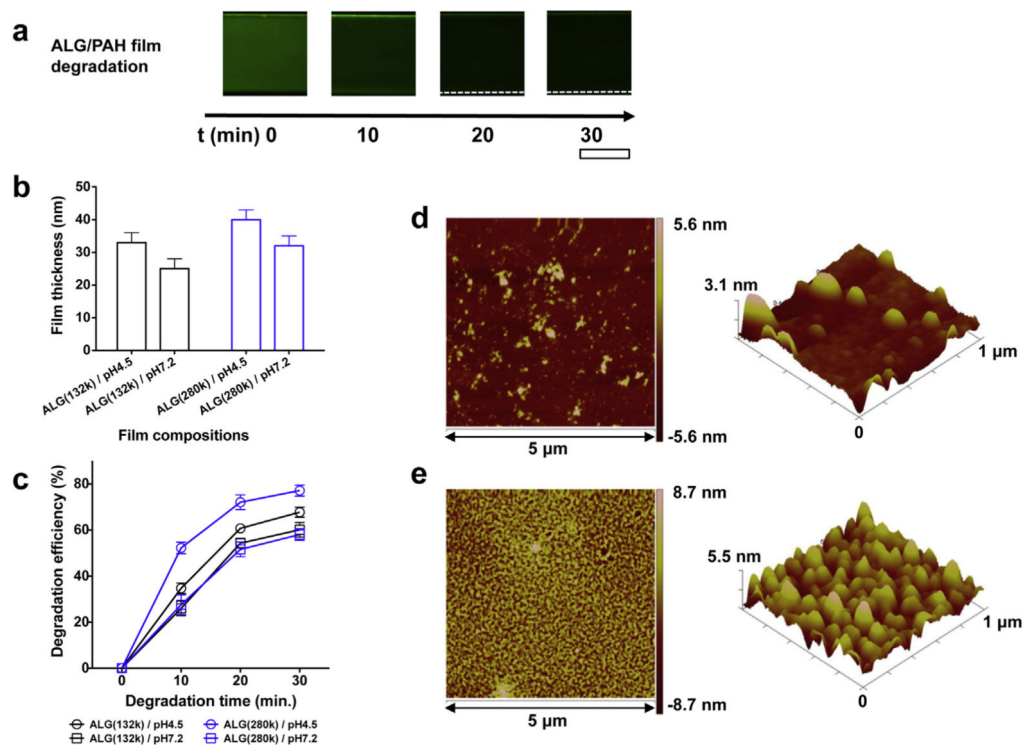 a
ALG/PAH film
degradation
t (min) 0 10 20 30
b
Film thickness (nm)
50
40
30
20
10
0
ALG(132k) / pH4.5
ALG(132k) / pH7.2
ALG(280k) / pH4.5
ALG(280k) / pH7.2
Film compositions
c
Degradation efficiency (%)
80
60
40
20
0
0 10 20 30
Degradation time (min.)
ALG(132k) / pH4.5 ALG(280k) / pH4.5
ALG(132k) / pH7.2 ALG(280k) / pH7.2
d
5.6 nm
-5.6 nm
5 µm
3.1 nm
1 µm
0
e
8.7 nm
-8.7 nm
5 µm
5.5 nm
1 µm
0